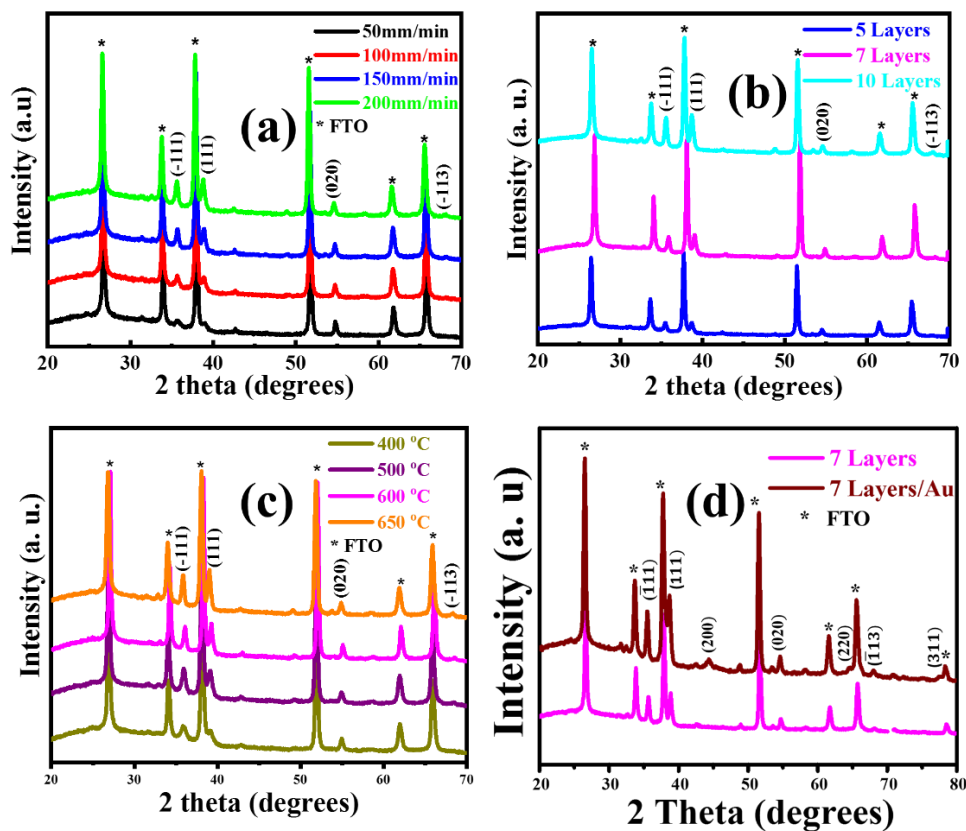 (a)
50mm/min
100mm/min
150mm/min
200mm/min
* FTO
* * (-111) * (111) * (020) * * (-113)
Intensity (a.u)
20 30 40 50 60 70
2 theta (degrees)
(b)
5 Layers
7 Layers
10 Layers
* * (-111) * (111) * (020) * * (-113)
Intensity (a. u.)
20 30 40 50 60 70
2 theta (degrees)
(c)
400 °C
500 °C
600 °C
650 °C
* FTO
* * (-111) * (111) * (020) * * (-113)
Intensity (a. u.)
20 30 40 50 60 70
2 theta (degrees)
(d)
7 Layers
7 Layers/Au
* FTO
* * (1̅11) * (111) (200) * (020) * (220) * (1̅13) (311) *
Intensity (a. u)
20 30 40 50 60 70 80
2 Theta (degrees)